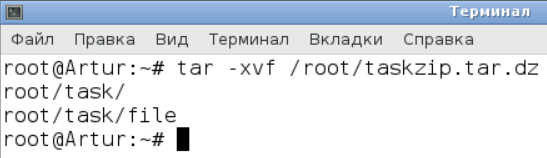 Терминал
Файл Правка Вид Терминал Вкладки Справка
root@Artur:~# tar -xvf /root/taskzip.tar.dz
root/task/
root/task/file
root@Artur:~#